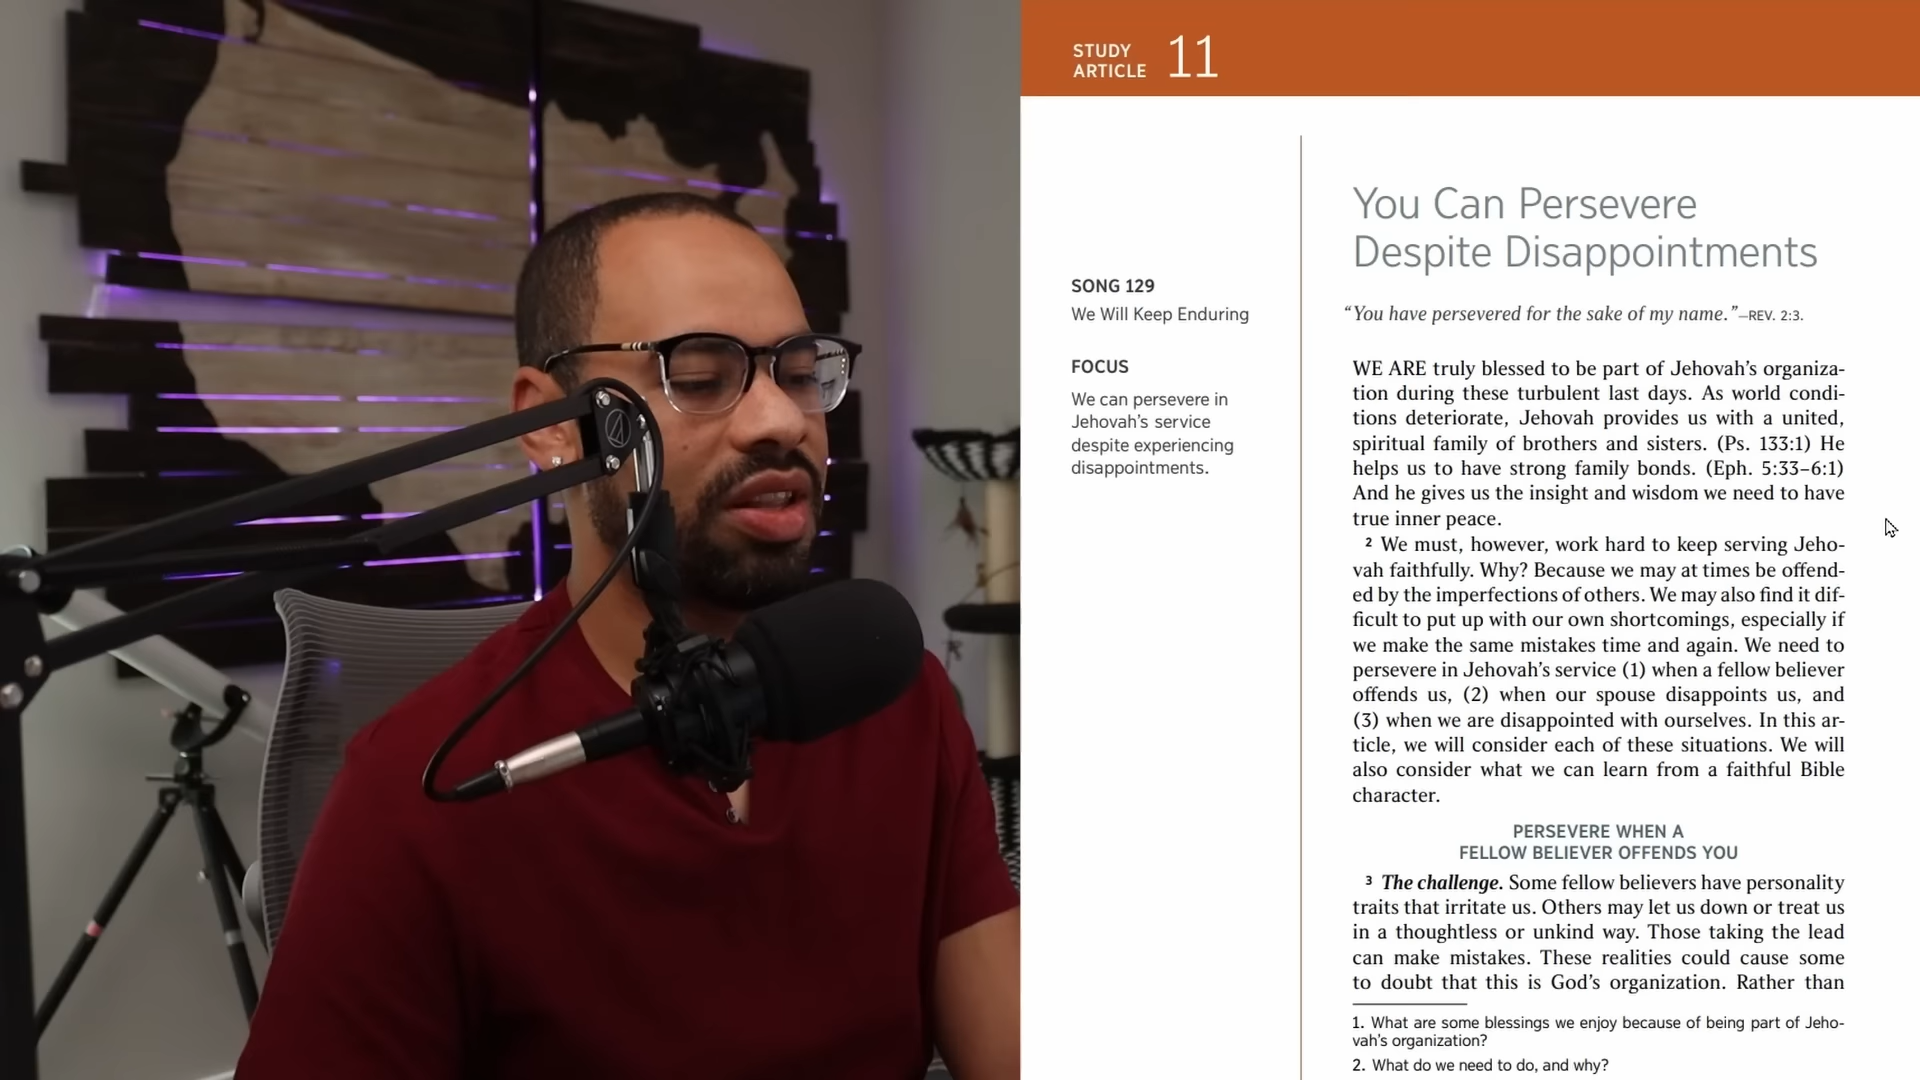 STUDY
ARTICLE 11
You Can Persevere
Despite Disappointments
SONG 129
We Will Keep Enduring
FOCUS
We can persevere in
Jehovah’s service
despite experiencing
disappointments.
“You have persevered for the sake of my name.”—REV. 2:3.
WE ARE truly blessed to be part of Jehovah’s organiza-
tion during these turbulent last days. As world condi-
tions deteriorate, Jehovah provides us with a united,
spiritual family of brothers and sisters. (Ps. 133:1) He
helps us to have strong family bonds. (Eph. 5:33–6:1)
And he gives us the insight and wisdom we need to have
true inner peace.
2 We must, however, work hard to keep serving Jeho-
vah faithfully. Why? Because we may at times be offend-
ed by the imperfections of others. We may also find it dif-
ficult to put up with our own shortcomings, especially if
we make the same mistakes time and again. We need to
persevere in Jehovah’s service (1) when a fellow believer
offends us, (2) when our spouse disappoints us, and
(3) when we are disappointed with ourselves. In this ar-
ticle, we will consider each of these situations. We will
also consider what we can learn from a faithful Bible
character.
PERSEVERE WHEN A
FELLOW BELIEVER OFFENDS YOU
3 The challenge. Some fellow believers have personality
traits that irritate us. Others may let us down or treat us
in a thoughtless or unkind way. Those taking the lead
can make mistakes. These realities could cause some
to doubt that this is God’s organization. Rather than
1. What are some blessings we enjoy because of being part of Jeho-
vah’s organization?
2. What do we need to do, and why?